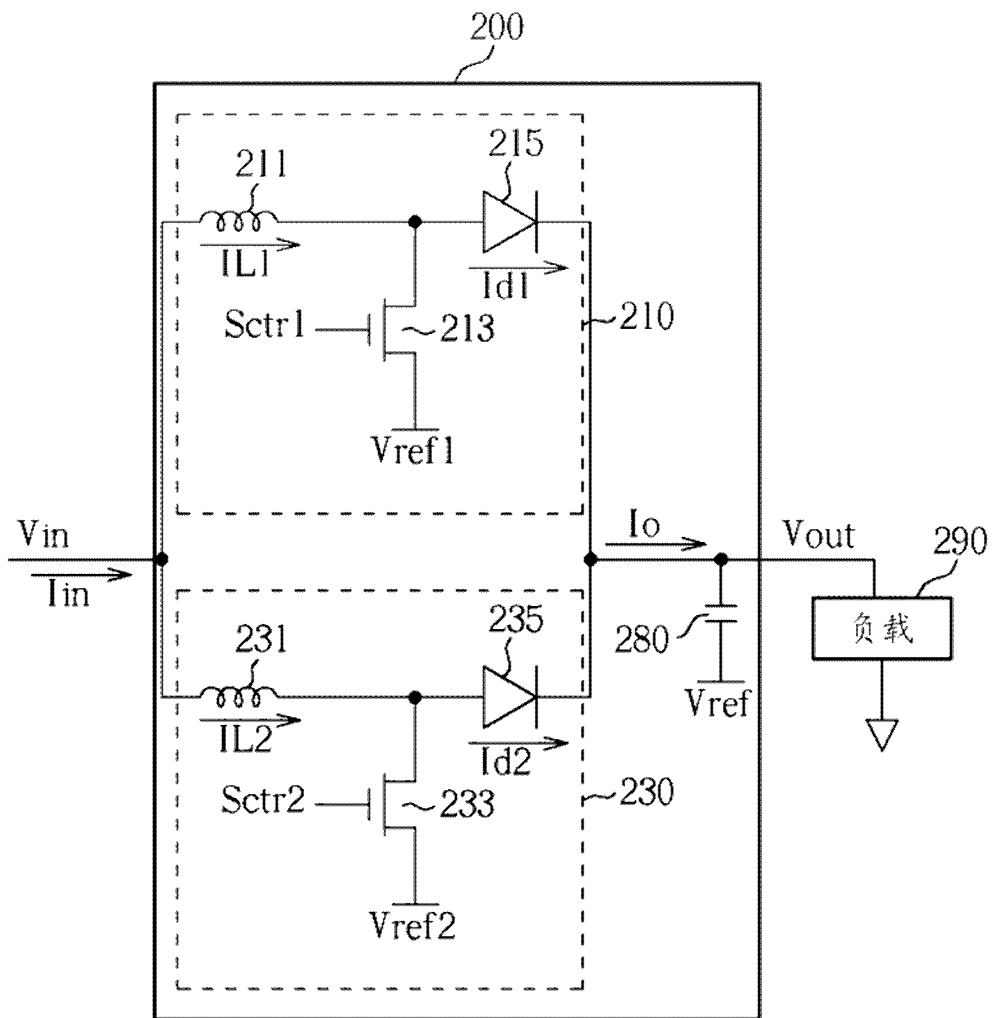 200
211
215
IL1
Id1
Sctr1
213
210
Vref1
Vin
Iin
Io
Vout
290
负载
280
Vref
231
235
IL2
Id2
Sctr2
233
230
Vref2